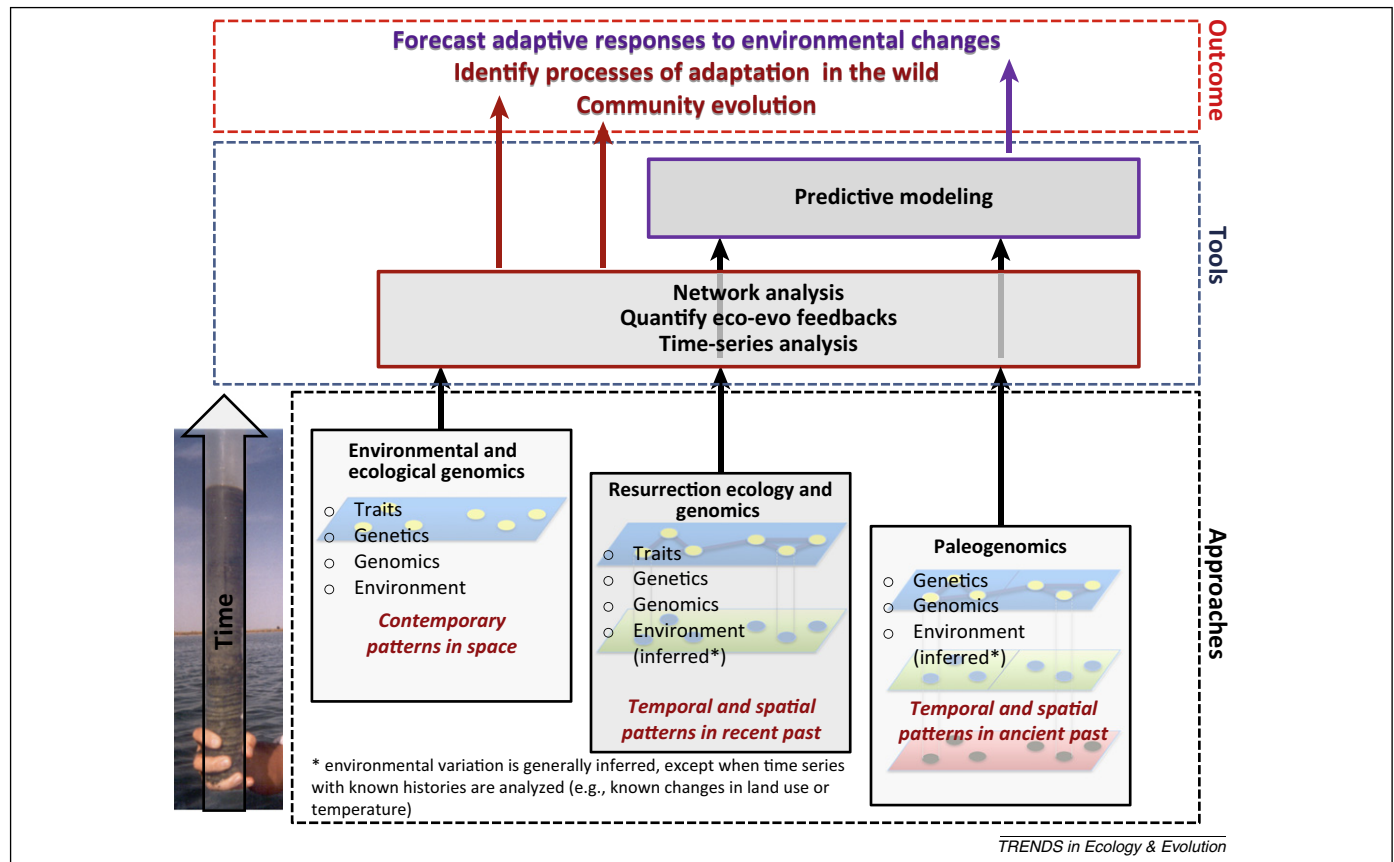 Outcome
Forecast adaptive responses to environmental changes
Identify processes of adaptation in the wild
Community evolution
Tools
Predictive modeling
Network analysis
Quantify eco-evo feedbacks
Time-series analysis
Approaches
Time
Environmental and
ecological genomics
○ Traits
○ Genetics
○ Genomics
○ Environment
Contemporary
patterns in space
Resurrection ecology and
genomics
○ Traits
○ Genetics
○ Genomics
○ Environment
(inferred*)
Temporal and spatial
patterns in recent past
Paleogenomics
○ Genetics
○ Genomics
○ Environment
(inferred*)
Temporal and spatial
patterns in ancient past
* environmental variation is generally inferred, except when time series
with known histories are analyzed (e.g., known changes in land use or
temperature)
TRENDS in Ecology & Evolution